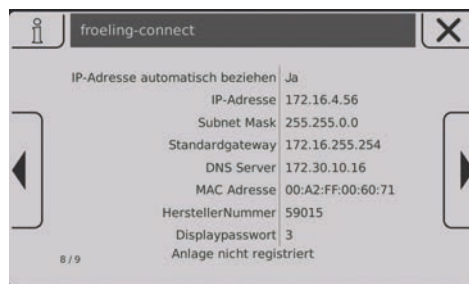 froeling-connect
IP-Adresse automatisch beziehen Ja
IP-Adresse 172.16.4.56
Subnet Mask 255.255.0.0
Standardgateway 172.16.255.254
DNS Server 172.30.10.16
MAC Adresse 00:A2:FF:00:60:71
HerstellerNummer 59015
Displaypasswort 3
Anlage nicht registriert
8/9